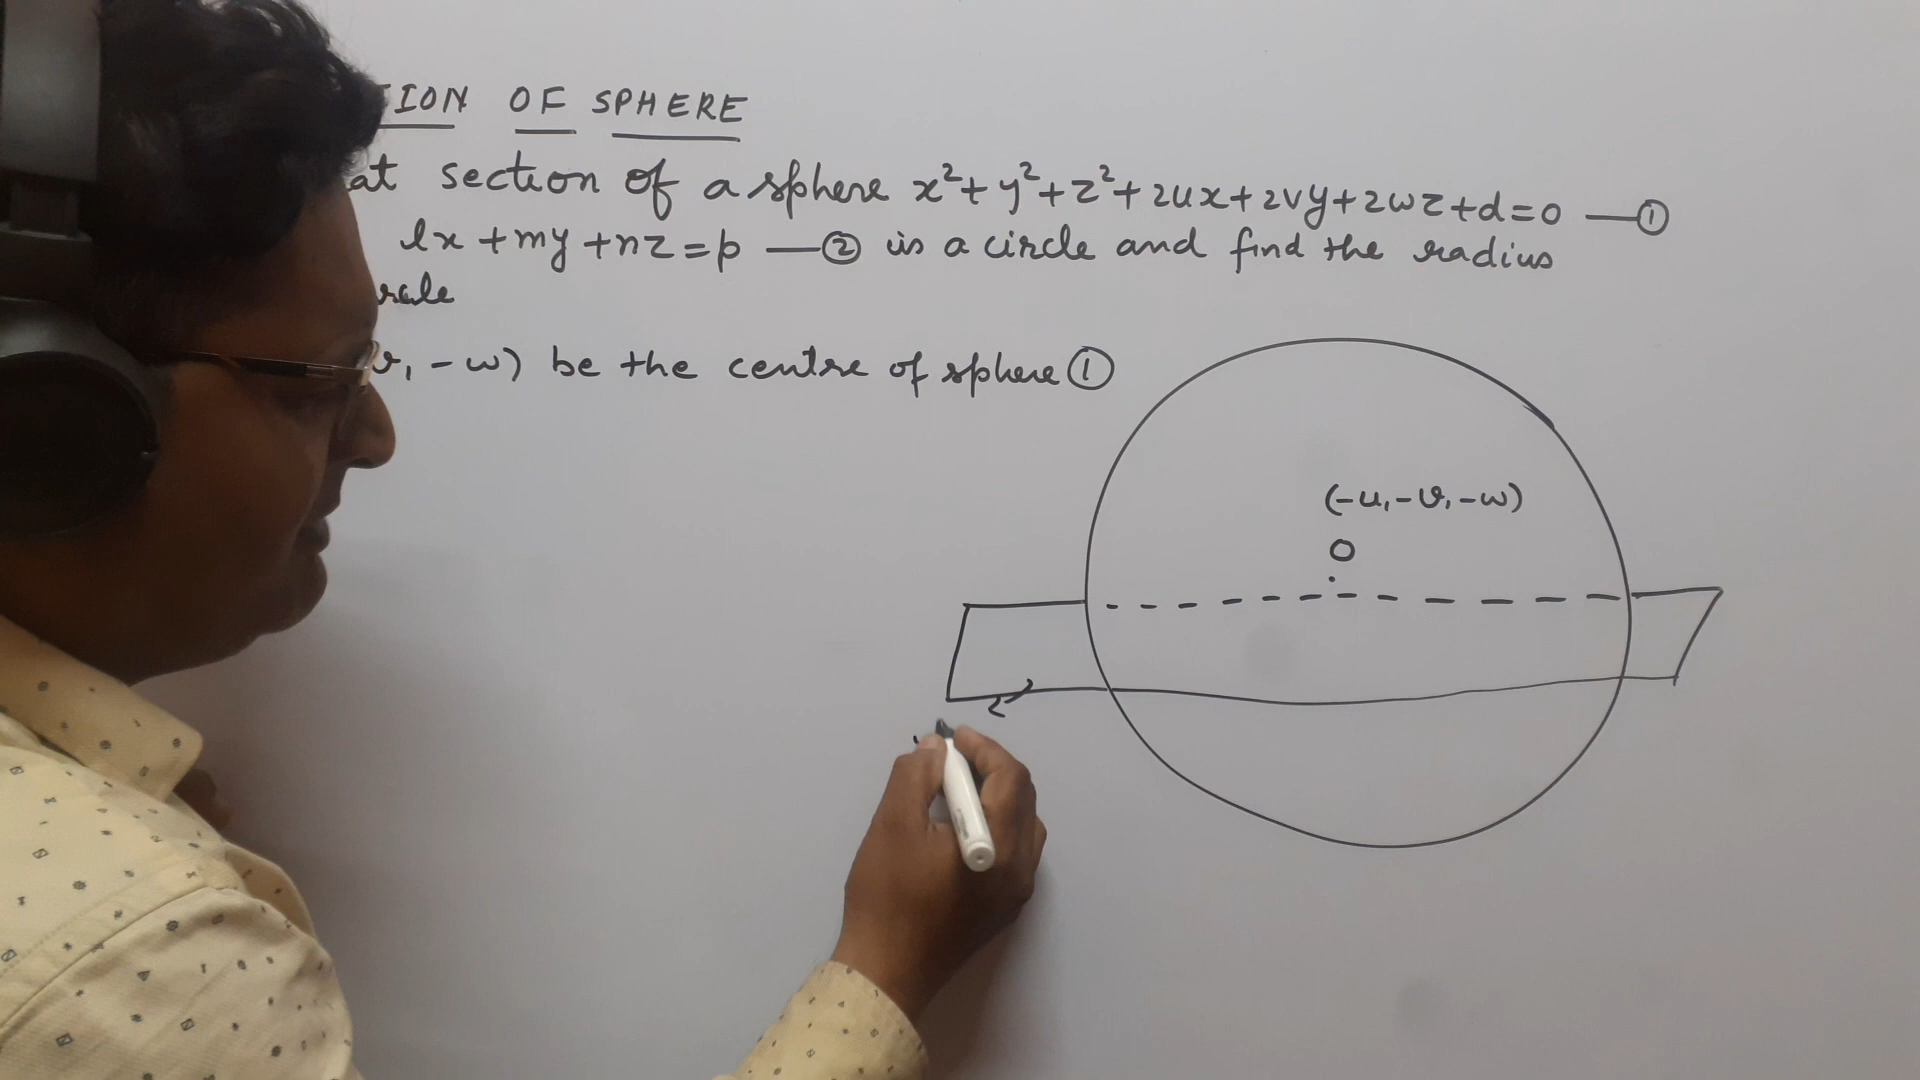 TION OF SPHERE
at section of a sphere x²+y²+z²+2ux+2vy+2wz+d=0 —①
lx+my+nz=p —② is a circle and find the radius
rcle
v, -w) be the centre of sphere ①
(-u, -v, -w)
O